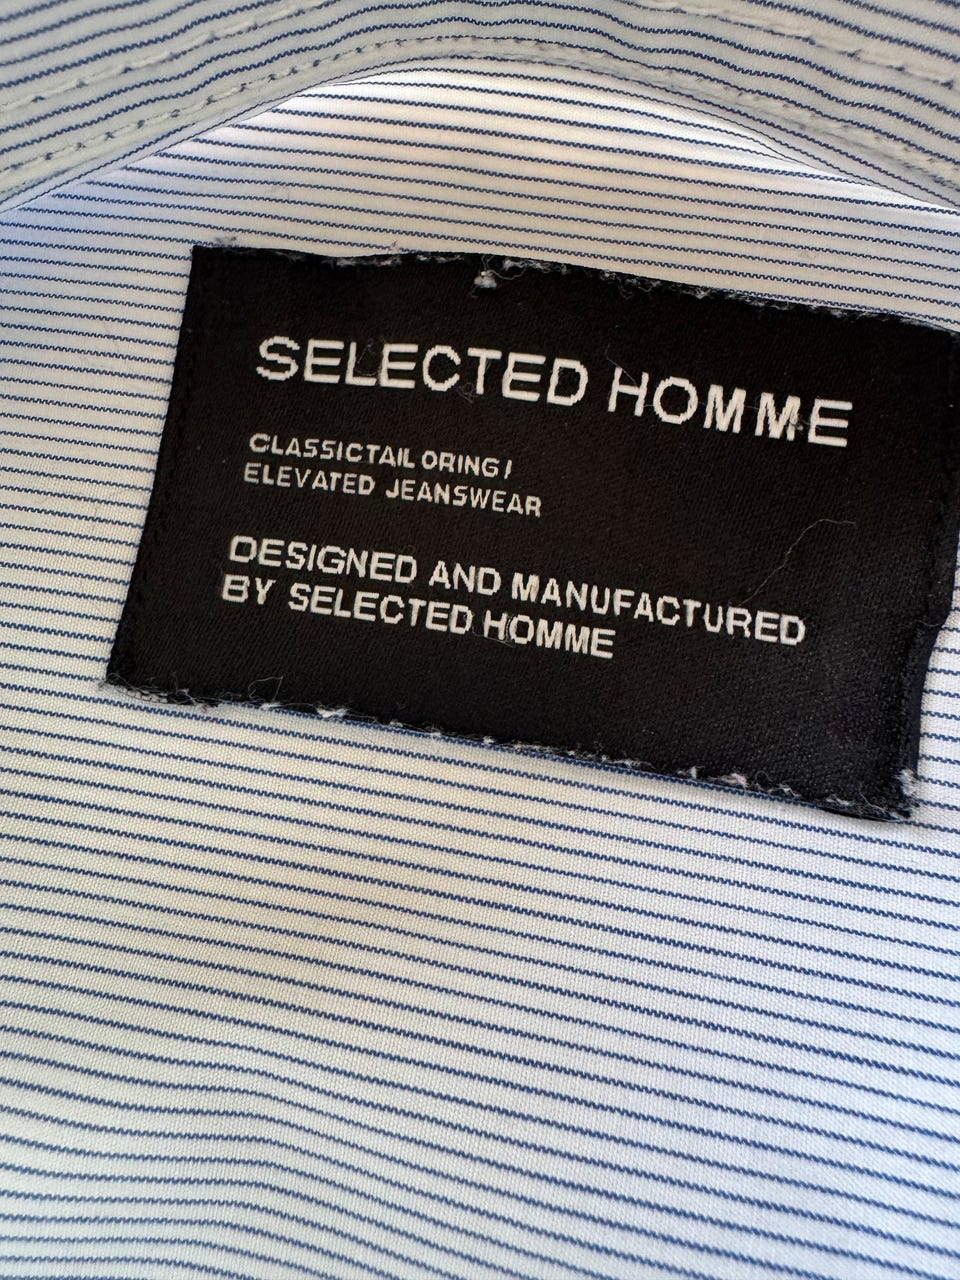 SELECTED HOMME
CLASSICTAIL ORING /
ELEVATED JEANSWEAR
DESIGNED AND MANUFACTURED
BY SELECTED HOMME